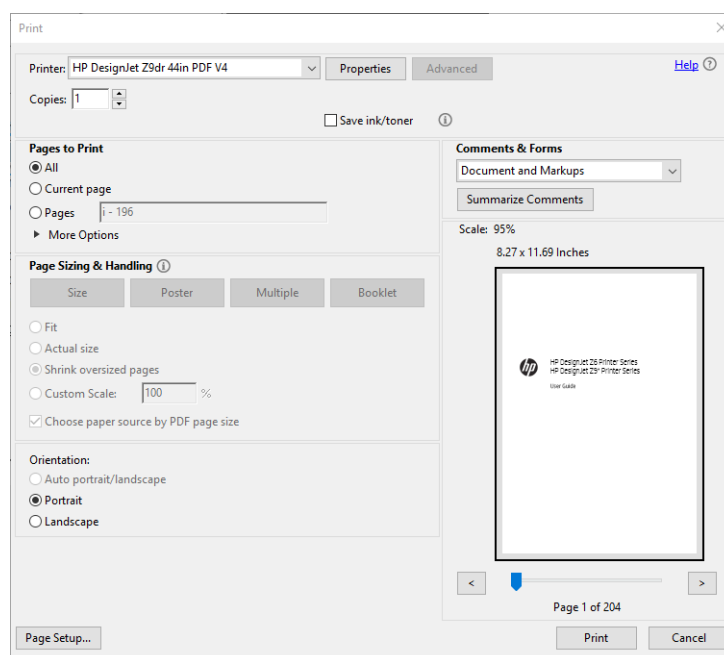 Print
Printer: HP DesignJet Z9dr 44in PDF V4 Properties Advanced Help ?
Copies: 1
Save ink/toner i
Pages to Print
All
Current page
Pages i - 196
More Options
Page Sizing & Handling i
Size Poster Multiple Booklet
Fit
Actual size
Shrink oversized pages
Custom Scale: 100 %
Choose paper source by PDF page size
Orientation:
Auto portrait/landscape
Portrait
Landscape
Comments & Forms
Document and Markups
Summarize Comments
Scale: 95%
8.27 x 11.69 Inches
hp
HP DesignJet Z6 Printer Series
HP DesignJet Z9⁺ Printer Series
User Guide
< >
Page 1 of 204
Page Setup... Print Cancel